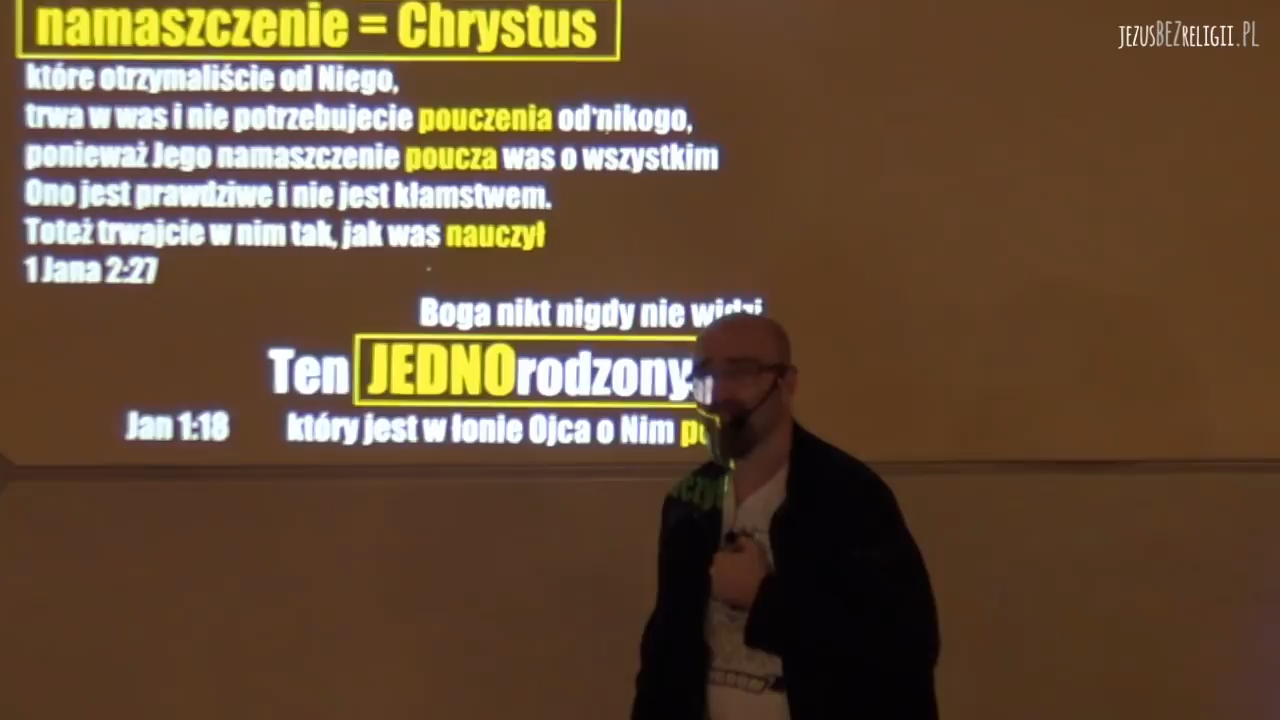 JEZUSBEZRELIGII.PL
namaszczenie = Chrystus
które otrzymaliście od Niego,
trwa w was i nie potrzebujecie pouczenia od nikogo,
ponieważ Jego namaszczenie poucza was o wszystkim
Ono jest prawdziwe i nie jest kłamstwem.
Toteż trwajcie w nim tak, jak was nauczył
1 Jana 2:27
Boga nikt nigdy nie widzi
Ten JEDNOrodzony
Jan 1:18 który jest w łonie Ojca o Nim